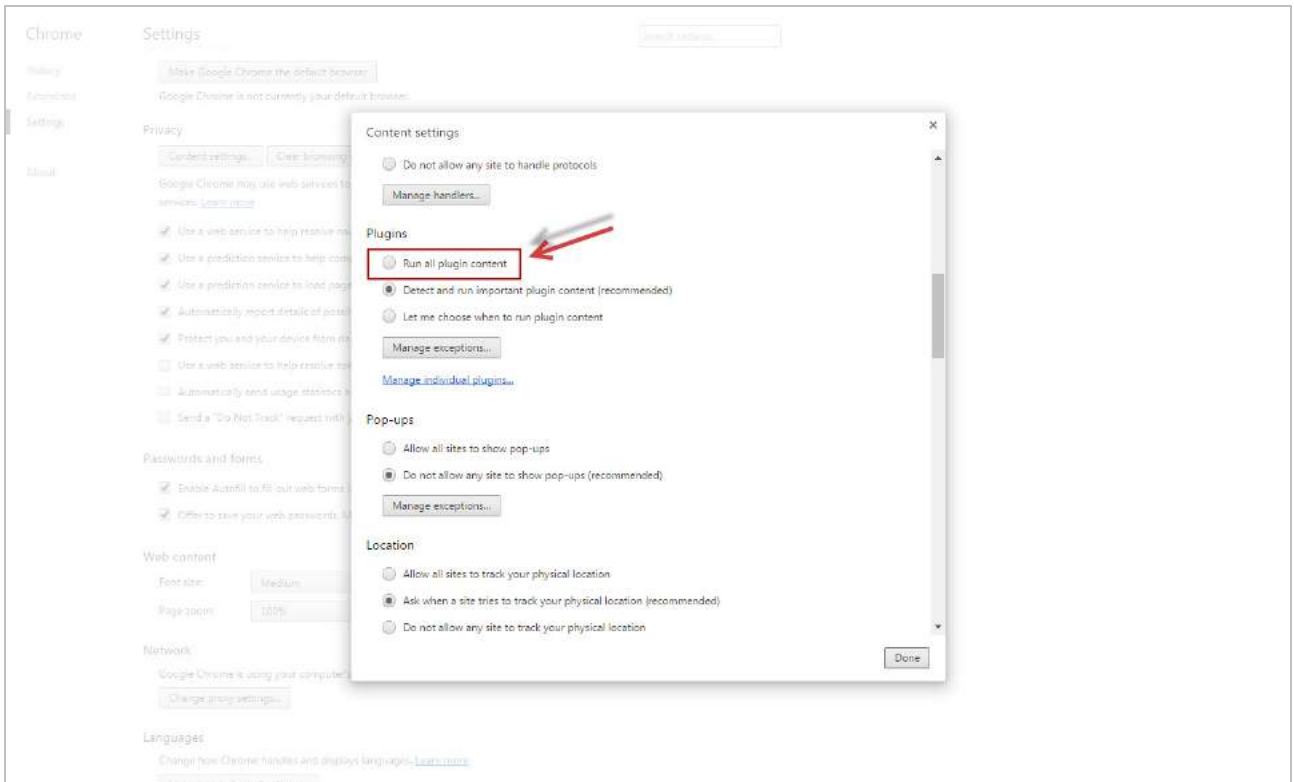 Chrome
Settings
Search settings
History
Make Google Chrome the default browser
Extensions
Google Chrome is not currently your default browser.
Settings
Privacy
Content settings...
Clear browsing
About
Google Chrome may use web services to
services. Learn more
Use a web service to help resolve
Use a prediction service to help
Use a prediction service to load
Automatically report details of
Protect you and your device from
Use a web service to help resolve
Automatically send usage statistics
Send a "Do Not Track" request with
Passwords and forms
Enable Autofill to fill out web forms
Offer to save your web passwords.
Web content
Font size:
Medium
Page zoom:
100%
Network
Google Chrome is using your computer's
Change proxy settings...
Languages
Change how Chrome handles and displays languages. Learn more
Content settings
Do not allow any site to handle protocols
Manage handlers...
Plugins
Run all plugin content
Detect and run important plugin content (recommended)
Let me choose when to run plugin content
Manage exceptions...
Manage individual plugins...
Pop-ups
Allow all sites to show pop-ups
Do not allow any site to show pop-ups (recommended)
Manage exceptions...
Location
Allow all sites to track your physical location
Ask when a site tries to track your physical location (recommended)
Do not allow any site to track your physical location
Done